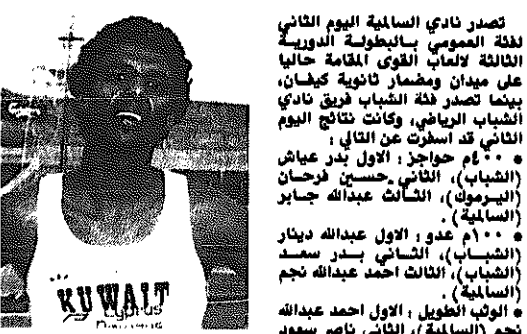 تصدر نادي السالمية اليوم الثاني
لفئة العمومي بالبطولة الدورية
الثالثة لالعاب القوى المقامة حاليا
على ميدان ومضمار ثانوية كيفان،
بينما تصدر فئة الشباب فريق نادي
الشباب الرياضي، وكانت نتائج اليوم
الثاني قد اسفرت عن التالي :
● ٤٠٠م حواجز : الاول بدر عياش
(الشباب)، الثاني حسين فرحان
(اليرموك)، الثالث عبدالله جابر
(السالمية) .
● ١٠٠م عدو : الاول عبدالله دينار
(الشباب)، الثاني بدر سعد
(الشباب)، الثالث احمد عبدالله نجم
(السالمية) .
● الوثب الطويل : الاول احمد عبدالله
نجم (السالمية)، الثاني ناصر سعود
KUWAIT
Cyprus